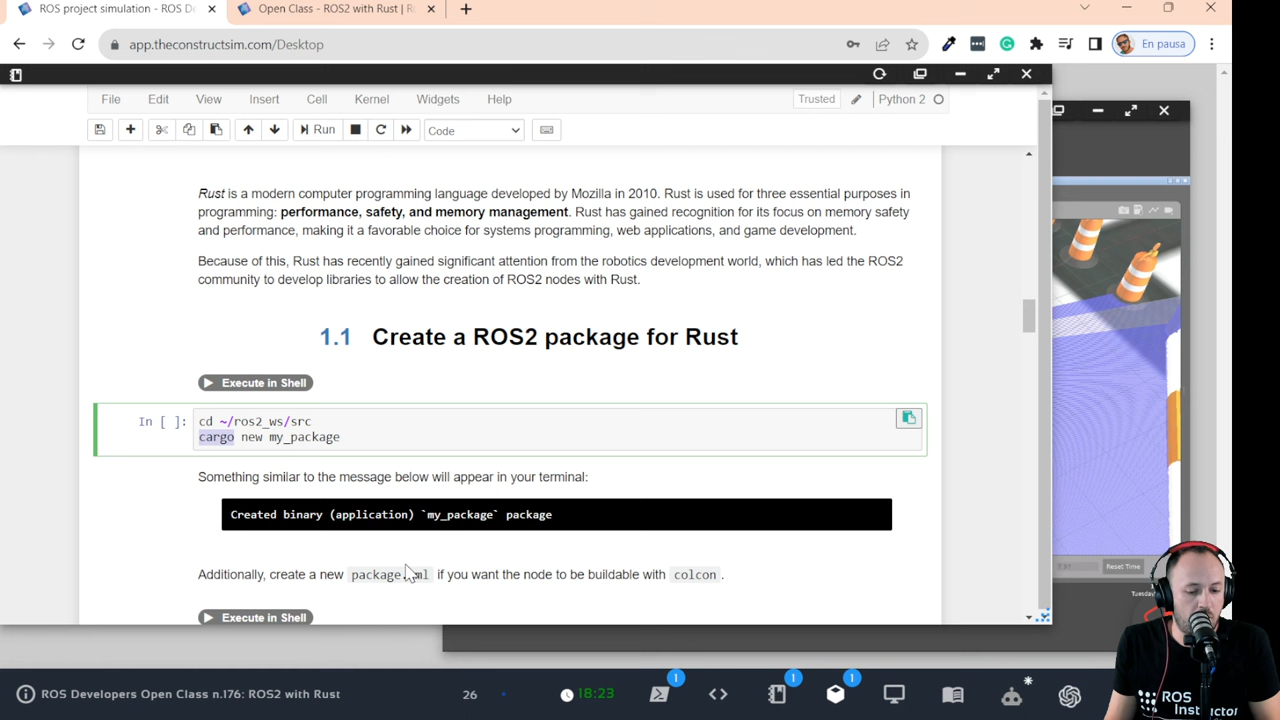 ROS project simulation - ROS De
Open Class - ROS2 with Rust | R
app.theconstructsim.com/Desktop
En pausa
File Edit View Insert Cell Kernel Widgets Help
Trusted
Python 2
Run
Code
Rust is a modern computer programming language developed by Mozilla in 2010. Rust is used for three essential purposes in
programming: performance, safety, and memory management. Rust has gained recognition for its focus on memory safety
and performance, making it a favorable choice for systems programming, web applications, and game development.
Because of this, Rust has recently gained significant attention from the robotics development world, which has led the ROS2
community to develop libraries to allow the creation of ROS2 nodes with Rust.
1.1 Create a ROS2 package for Rust
Execute in Shell
In [ ]:
cd ~/ros2_ws/src
cargo new my_package
Something similar to the message below will appear in your terminal:
Created binary (application) `my_package` package
Additionally, create a new package.xml if you want the node to be buildable with colcon.
Execute in Shell
Reset Time
ROS Developers Open Class n.176: ROS2 with Rust
26
18:23
1
1
1
ROS
Instructor